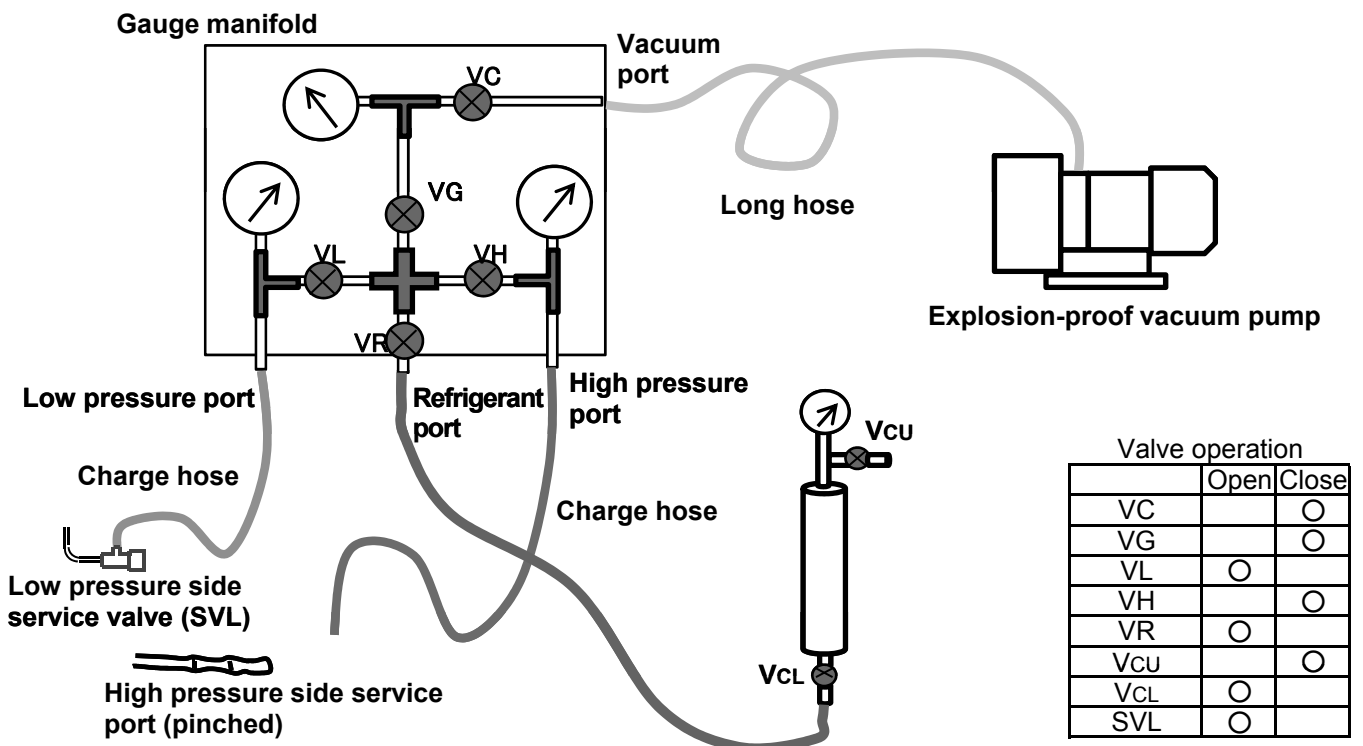 Gauge manifold
Vacuum
port
VC
VG
VL
VH
VR
Long hose
Explosion-proof vacuum pump
Low pressure port
Refrigerant
port
High pressure
port
Charge hose
Charge hose
VCU
VCL
Low pressure side
service valve (SVL)
High pressure side service
port (pinched)
Valve operation
Open Close
VC ○
VG ○
VL ○
VH ○
VR ○
VCU ○
VCL ○
SVL ○